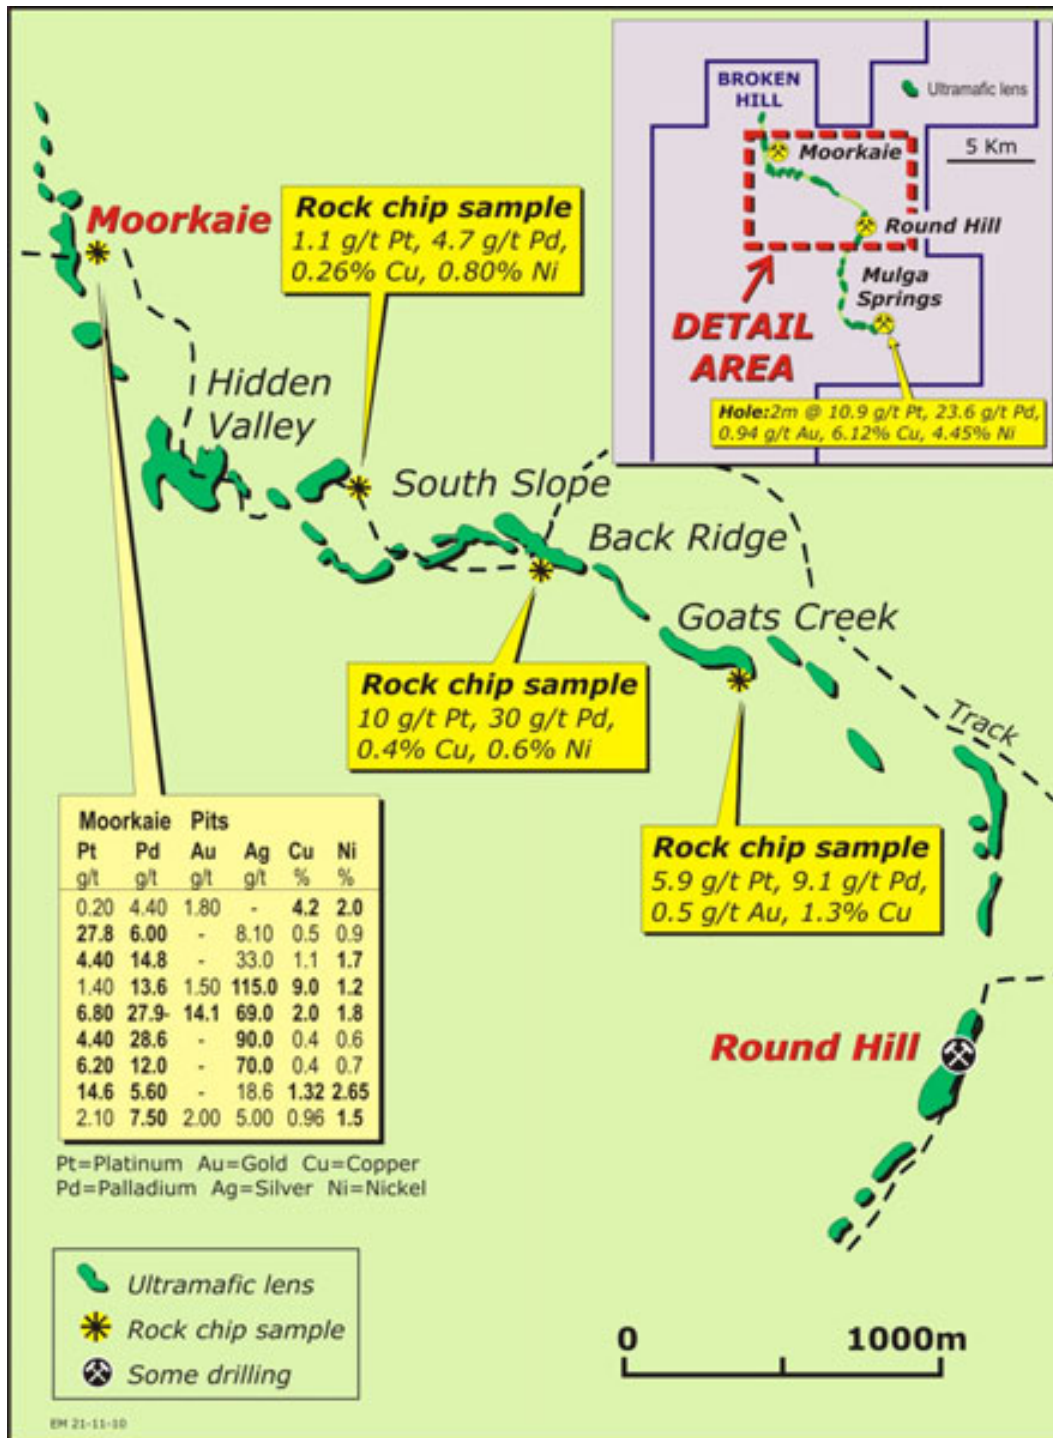 BROKEN
HILL
Ultramafic lens
5 Km
Moorkaie
Round Hill
Mulga
Springs
DETAIL
AREA
Hole:2m @ 10.9 g/t Pt, 23.6 g/t Pd,
0.94 g/t Au, 6.12% Cu, 4.45% Ni
Moorkaie
Rock chip sample
1.1 g/t Pt, 4.7 g/t Pd,
0.26% Cu, 0.80% Ni
Hidden
Valley
South Slope
Back Ridge
Goats Creek
Track
Rock chip sample
10 g/t Pt, 30 g/t Pd,
0.4% Cu, 0.6% Ni
Rock chip sample
5.9 g/t Pt, 9.1 g/t Pd,
0.5 g/t Au, 1.3% Cu
Moorkaie Pits
Pt Pd Au Ag Cu Ni
g/t g/t g/t g/t % %
0.20 4.40 1.80 - 4.2 2.0
27.8 6.00 - 8.10 0.5 0.9
4.40 14.8 - 33.0 1.1 1.7
1.40 13.6 1.50 115.0 9.0 1.2
6.80 27.9- 14.1 69.0 2.0 1.8
4.40 28.6 - 90.0 0.4 0.6
6.20 12.0 - 70.0 0.4 0.7
14.6 5.60 - 18.6 1.32 2.65
2.10 7.50 2.00 5.00 0.96 1.5
Pt=Platinum Au=Gold Cu=Copper
Pd=Palladium Ag=Silver Ni=Nickel
Round Hill
Ultramafic lens
Rock chip sample
Some drilling
0 1000m
EM 21-11-10